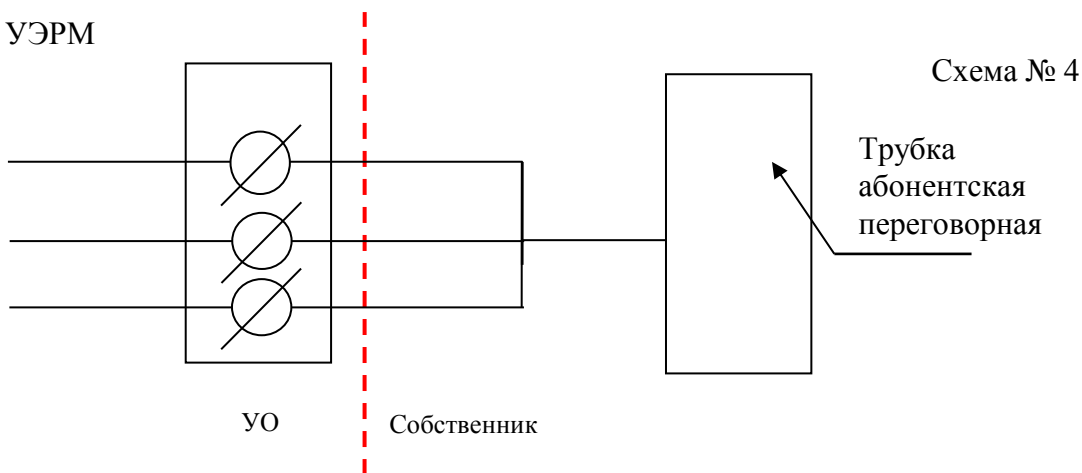 УЭРМ
Схема № 4
Трубка
абонентская
переговорная
УО
Собственник